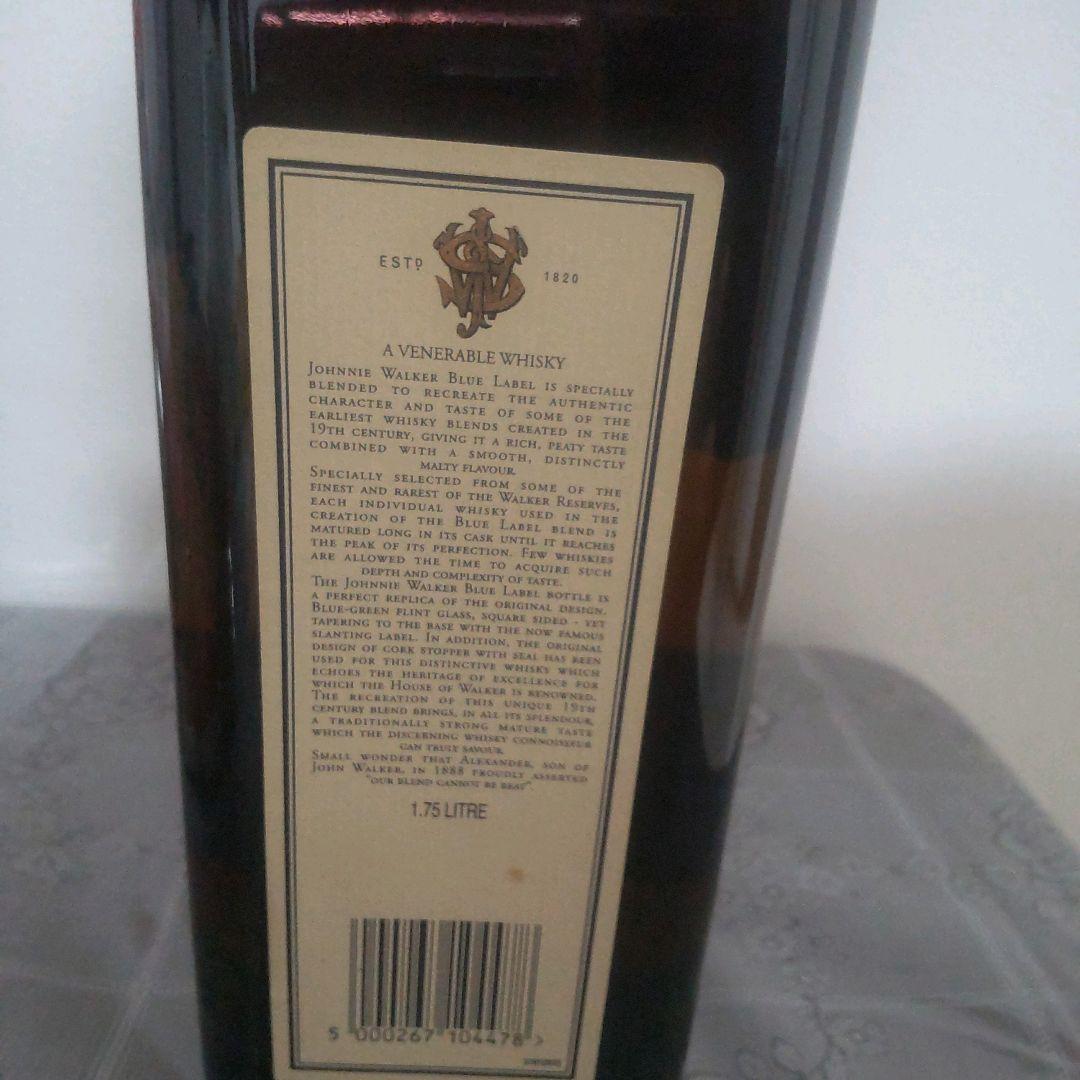 ESTD 1820
A VENERABLE WHISKY
JOHNNIE WALKER BLUE LABEL IS SPECIALLY
BLENDED TO RECREATE THE AUTHENTIC
CHARACTER AND TASTE OF SOME OF THE
EARLIEST WHISKY BLENDS CREATED IN THE
19TH CENTURY, GIVING IT A RICH, PEATY TASTE
COMBINED WITH A SMOOTH, DISTINCTLY
MALTY FLAVOUR.
SPECIALLY SELECTED FROM SOME OF THE
FINEST AND RAREST OF THE WALKER RESERVES,
EACH INDIVIDUAL WHISKY USED IN THE
CREATION OF THE BLUE LABEL BLEND IS
MATURED LONG IN ITS CASK UNTIL IT REACHES
THE PEAK OF ITS PERFECTION. FEW WHISKIES
ARE ALLOWED THE TIME TO ACQUIRE SUCH
DEPTH AND COMPLEXITY OF TASTE.
THE JOHNNIE WALKER BLUE LABEL BOTTLE IS
A PERFECT REPLICA OF THE ORIGINAL DESIGN.
BLUE-GREEN FLINT GLASS, SQUARE SIDED - YET
TAPERING TO THE BASE WITH THE NOW FAMOUS
SLANTING LABEL. IN ADDITION, THE ORIGINAL
DESIGN OF CORK STOPPER WITH SEAL HAS BEEN
USED FOR THIS DISTINCTIVE WHISKY WHICH
ECHOES THE HERITAGE OF EXCELLENCE FOR
WHICH THE HOUSE OF WALKER IS RENOWNED.
THE RECREATION OF THIS UNIQUE 19TH
CENTURY BLEND BRINGS, IN ALL ITS SPLENDOUR,
A TRADITIONALLY STRONG MATURE TASTE
WHICH THE DISCERNING WHISKY CONNOISSEUR
CAN TRULY SAVOUR.
SMALL WONDER THAT ALEXANDER, SON OF
JOHN WALKER, IN 1888 PROUDLY ASSERTED
"OUR BLEND CANNOT BE BEAT".
1.75 LITRE
5 000267 104478 >